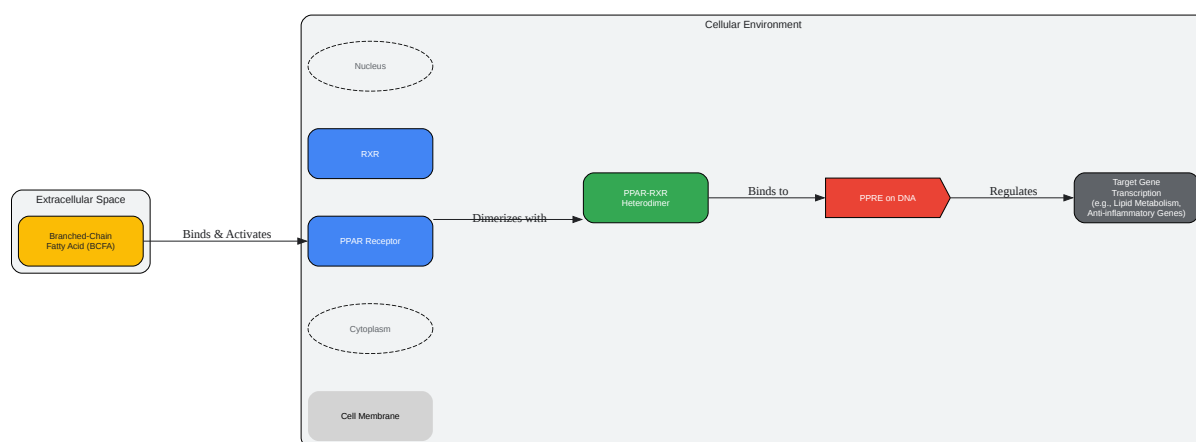 Cellular Environment
Nucleus
RXR
Extracellular Space
Branched-Chain
Fatty Acid (BCFA)
Binds & Activates
PPAR Receptor
Dimerizes with
PPAR-RXR
Heterodimer
Binds to
PPRE on DNA
Regulates
Target Gene
Transcription
(e.g., Lipid Metabolism,
Anti-inflammatory Genes)
Cytoplasm
Cell Membrane